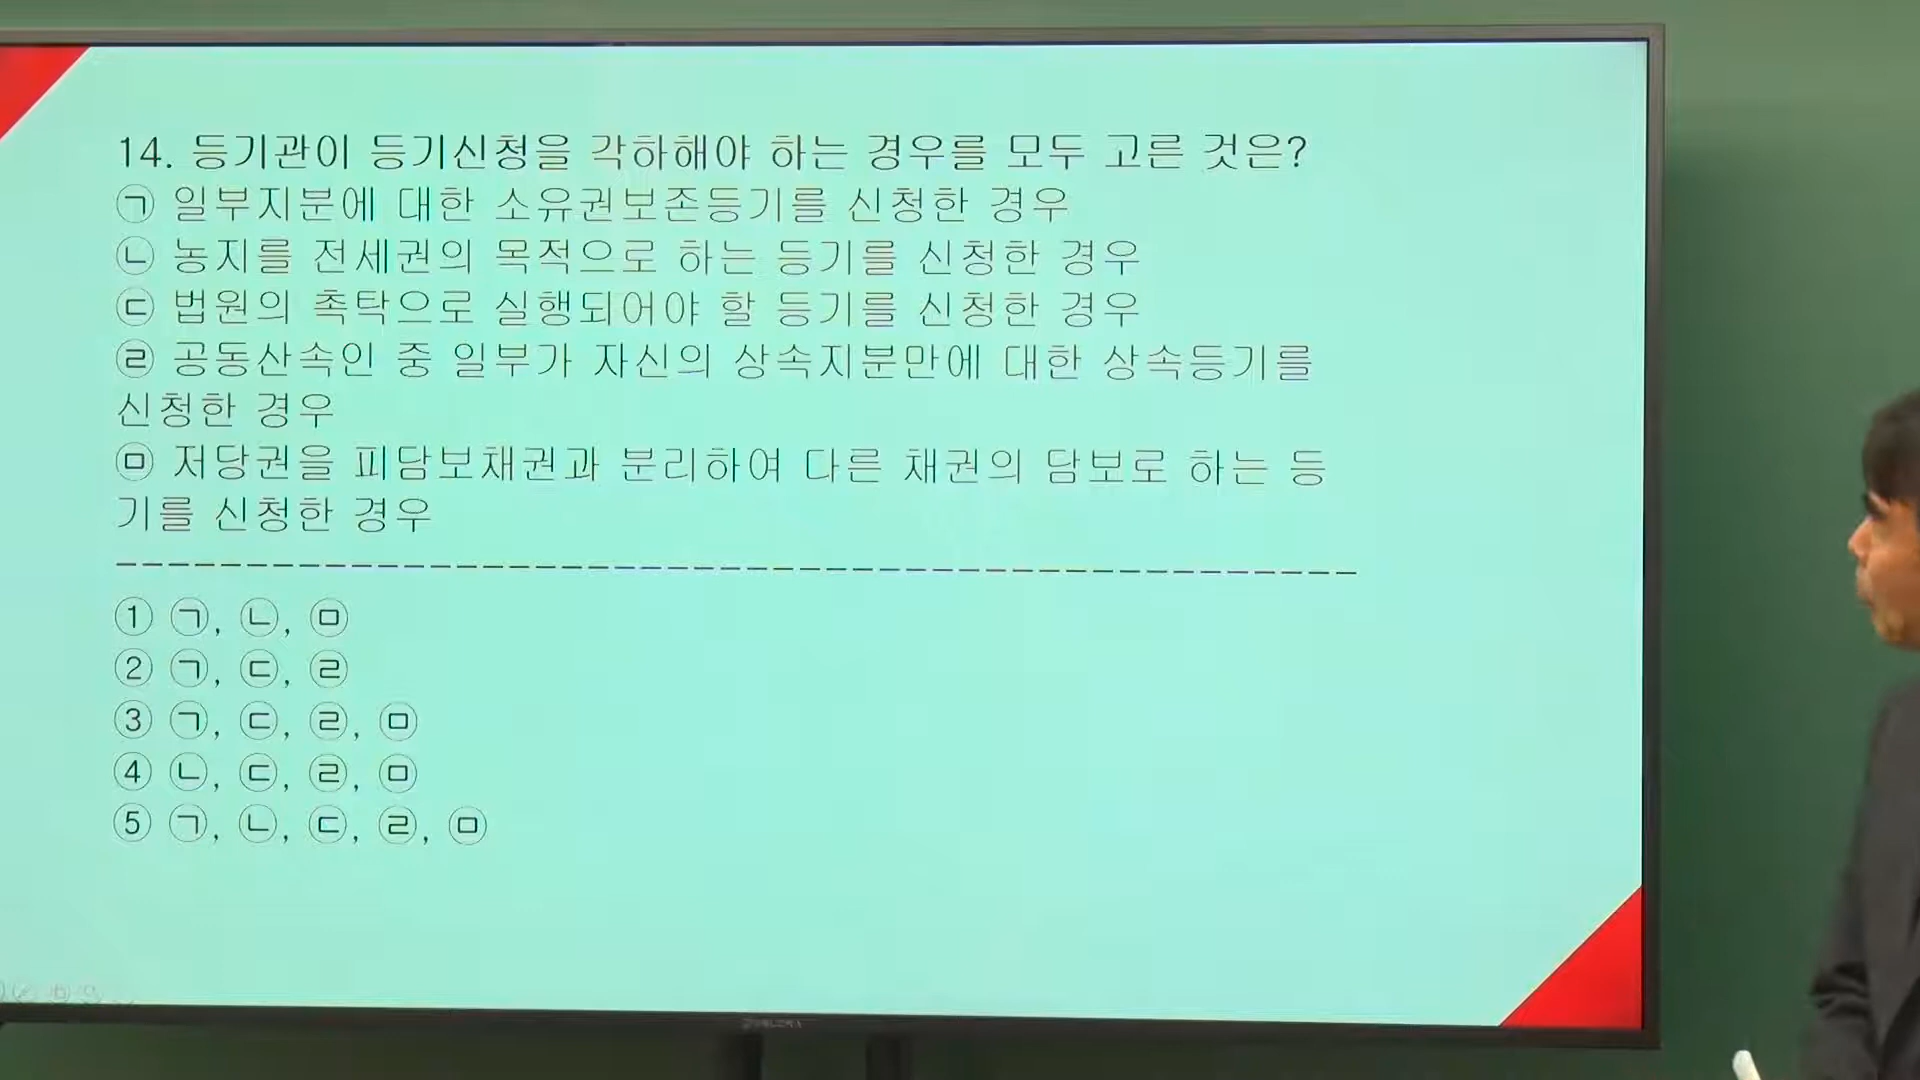 14. 등기관이 등기신청을 각하해야 하는 경우를 모두 고른 것은?
㉠ 일부지분에 대한 소유권보존등기를 신청한 경우
㉡ 농지를 전세권의 목적으로 하는 등기를 신청한 경우
㉢ 법원의 촉탁으로 실행되어야 할 등기를 신청한 경우
㉣ 공동산속인 중 일부가 자신의 상속지분만에 대한 상속등기를
신청한 경우
㉤ 저당권을 피담보채권과 분리하여 다른 채권의 담보로 하는 등
기를 신청한 경우
① ㉠, ㉡, ㉤
② ㉠, ㉢, ㉣
③ ㉠, ㉢, ㉣, ㉤
④ ㉡, ㉢, ㉣, ㉤
⑤ ㉠, ㉡, ㉢, ㉣, ㉤